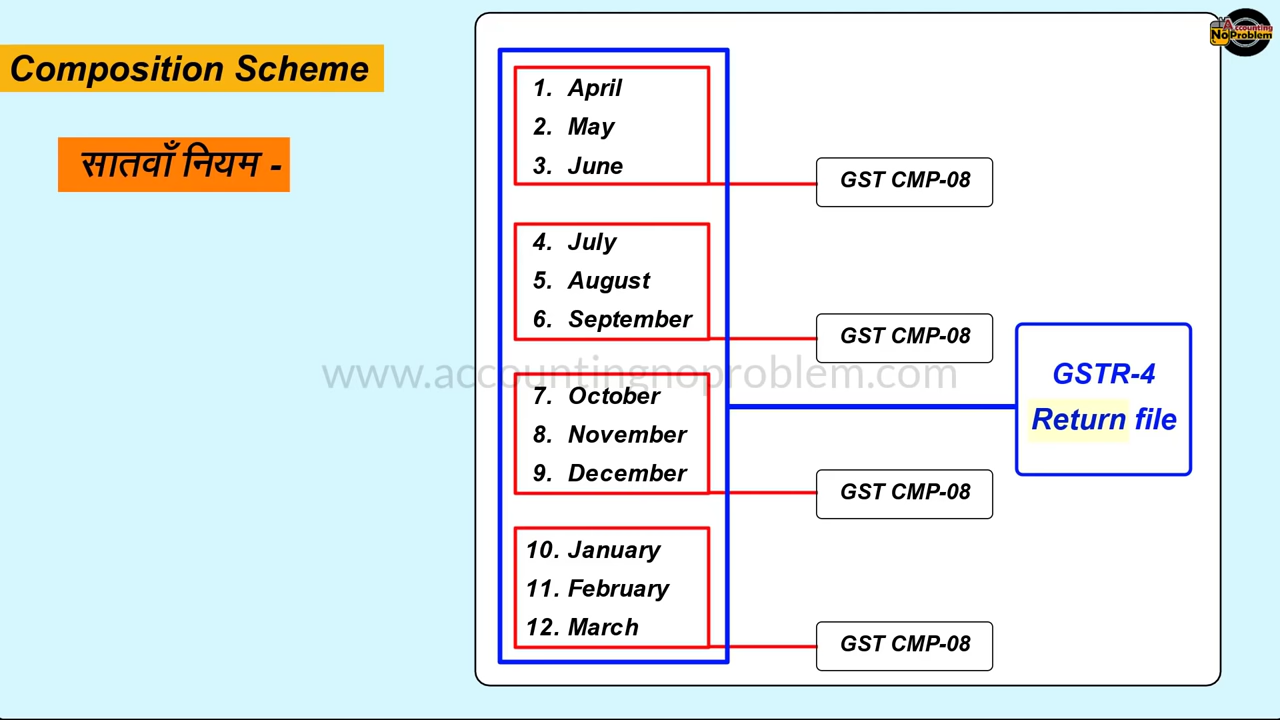 Composition Scheme
सातवाँ नियम -
1. April
2. May
3. June
GST CMP-08
4. July
5. August
6. September
GST CMP-08
7. October
8. November
9. December
GST CMP-08
10. January
11. February
12. March
GST CMP-08
GSTR-4
Return file
www.accountingnoproblem.com
Accounting
NoProblem